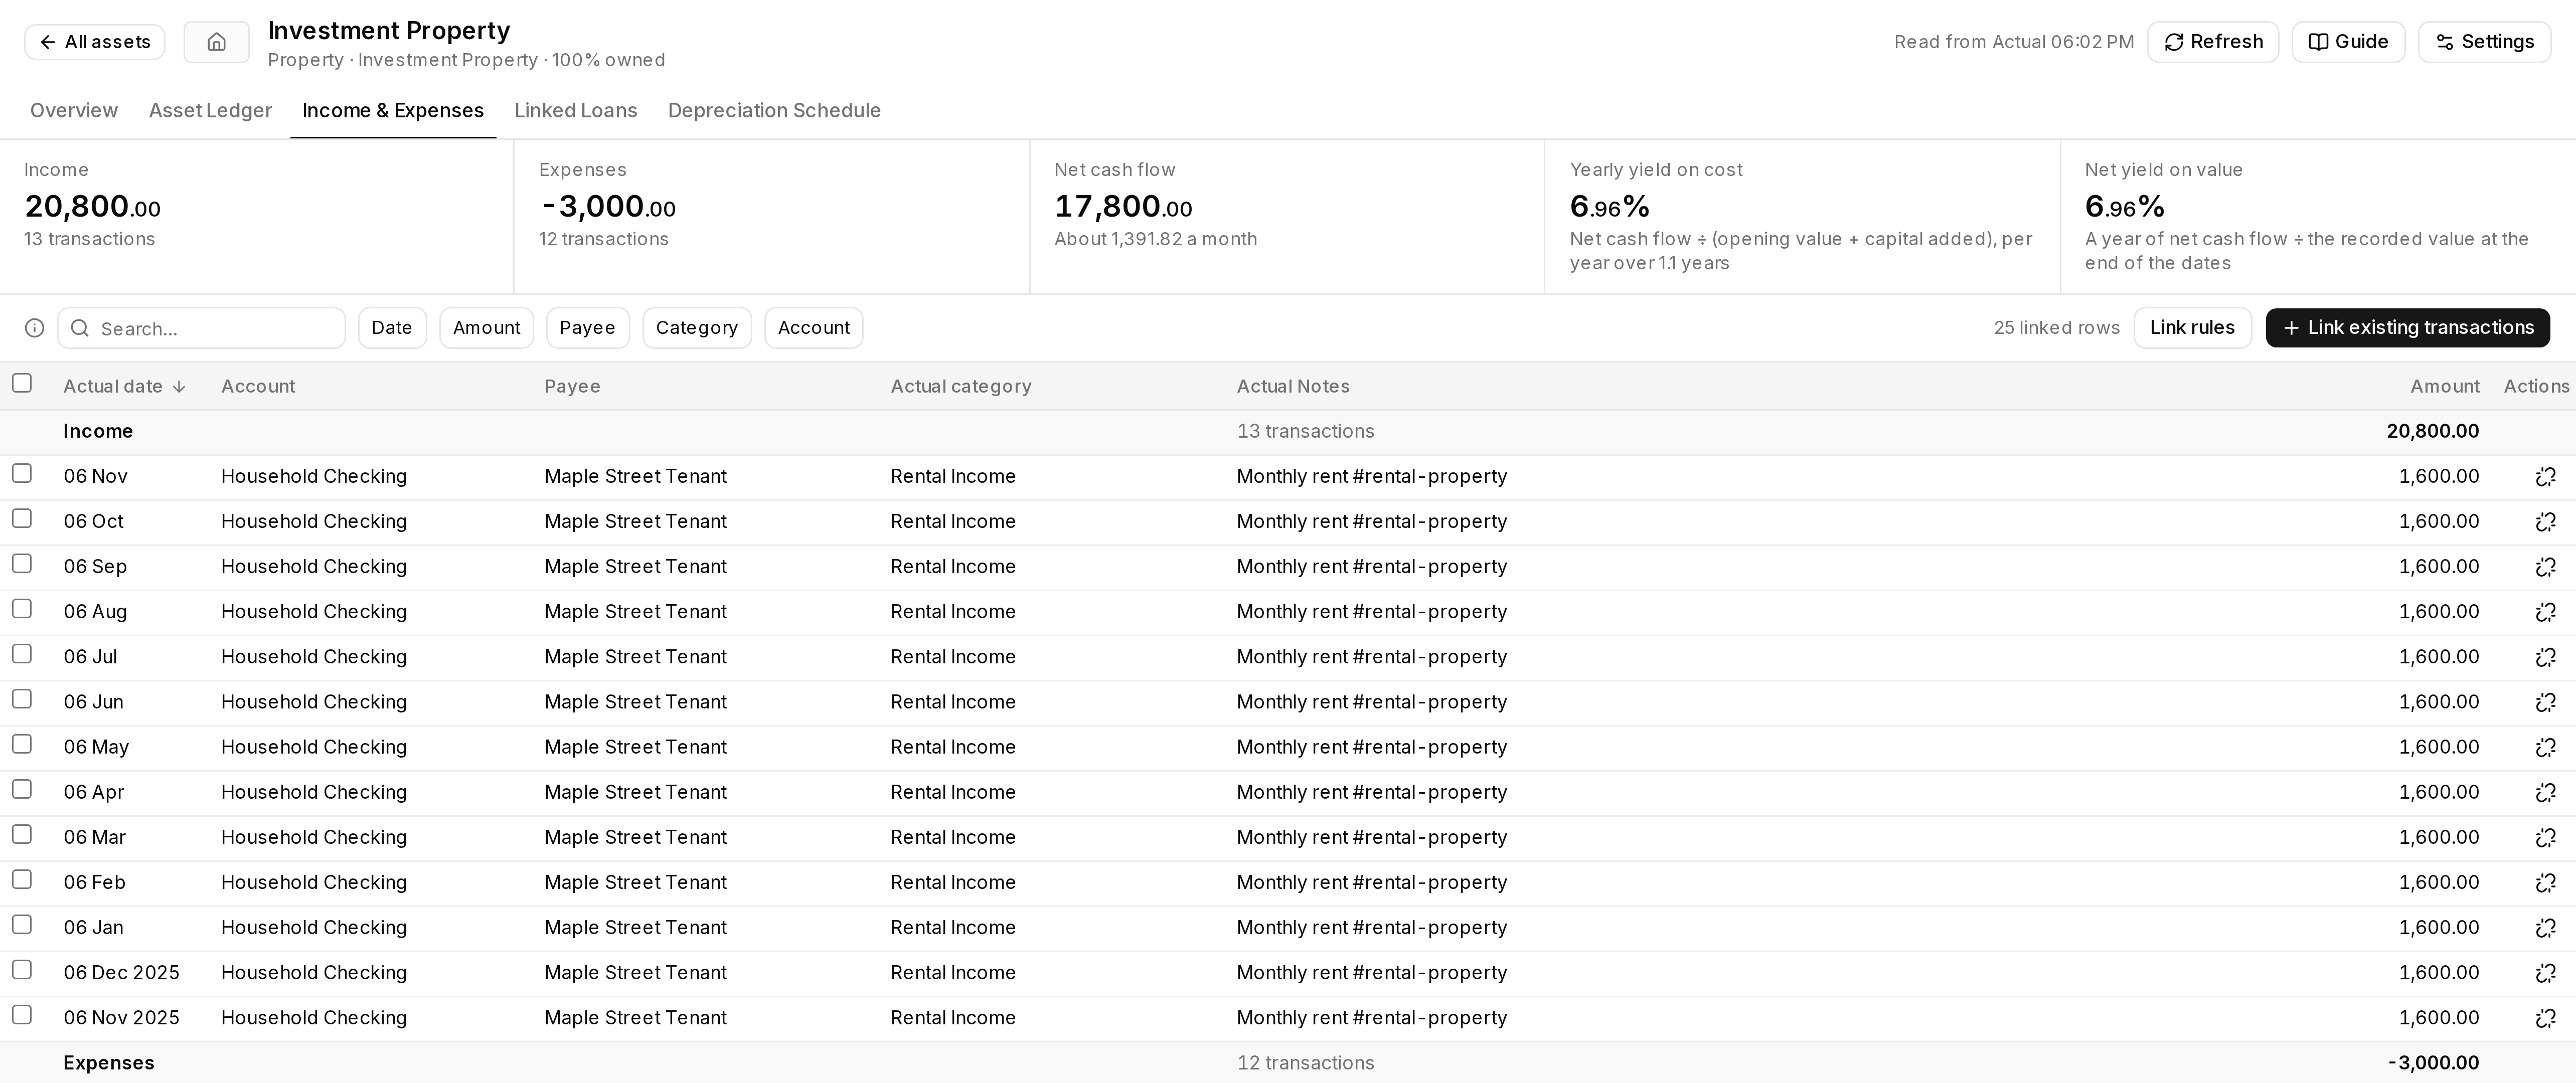 All assets
Investment Property
Property · Investment Property · 100% owned
Read from Actual 06:02 PM
Refresh
Guide
Settings
Overview
Asset Ledger
Income & Expenses
Linked Loans
Depreciation Schedule
Income
20,800.00
13 transactions
Expenses
-3,000.00
12 transactions
Net cash flow
17,800.00
About 1,391.82 a month
Yearly yield on cost
6.96%
Net cash flow ÷ (opening value + capital added), per
year over 1.1 years
Net yield on value
6.96%
A year of net cash flow ÷ the recorded value at the
end of the dates
Search...
Date
Amount
Payee
Category
Account
25 linked rows
Link rules
Link existing transactions
Actual date Account Payee Actual category Actual Notes Amount Actions
Income 13 transactions 20,800.00
06 Nov Household Checking Maple Street Tenant Rental Income Monthly rent #rental-property 1,600.00
06 Oct Household Checking Maple Street Tenant Rental Income Monthly rent #rental-property 1,600.00
06 Sep Household Checking Maple Street Tenant Rental Income Monthly rent #rental-property 1,600.00
06 Aug Household Checking Maple Street Tenant Rental Income Monthly rent #rental-property 1,600.00
06 Jul Household Checking Maple Street Tenant Rental Income Monthly rent #rental-property 1,600.00
06 Jun Household Checking Maple Street Tenant Rental Income Monthly rent #rental-property 1,600.00
06 May Household Checking Maple Street Tenant Rental Income Monthly rent #rental-property 1,600.00
06 Apr Household Checking Maple Street Tenant Rental Income Monthly rent #rental-property 1,600.00
06 Mar Household Checking Maple Street Tenant Rental Income Monthly rent #rental-property 1,600.00
06 Feb Household Checking Maple Street Tenant Rental Income Monthly rent #rental-property 1,600.00
06 Jan Household Checking Maple Street Tenant Rental Income Monthly rent #rental-property 1,600.00
06 Dec 2025 Household Checking Maple Street Tenant Rental Income Monthly rent #rental-property 1,600.00
06 Nov 2025 Household Checking Maple Street Tenant Rental Income Monthly rent #rental-property 1,600.00
Expenses 12 transactions -3,000.00